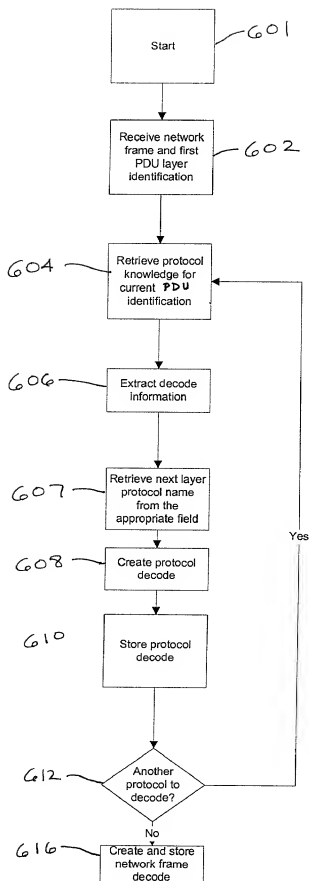 Start
601
Receive network
frame and first
PDU layer
identification
602
604
Retrieve protocol
knowledge for
current PDU
identification
606
Extract decode
information
607
Retrieve next layer
protocol name
from the
appropriate field
608
Create protocol
decode
610
Store protocol
decode
Yes
612
Another
protocol to
decode?
No
616
Create and store
network frame
decode